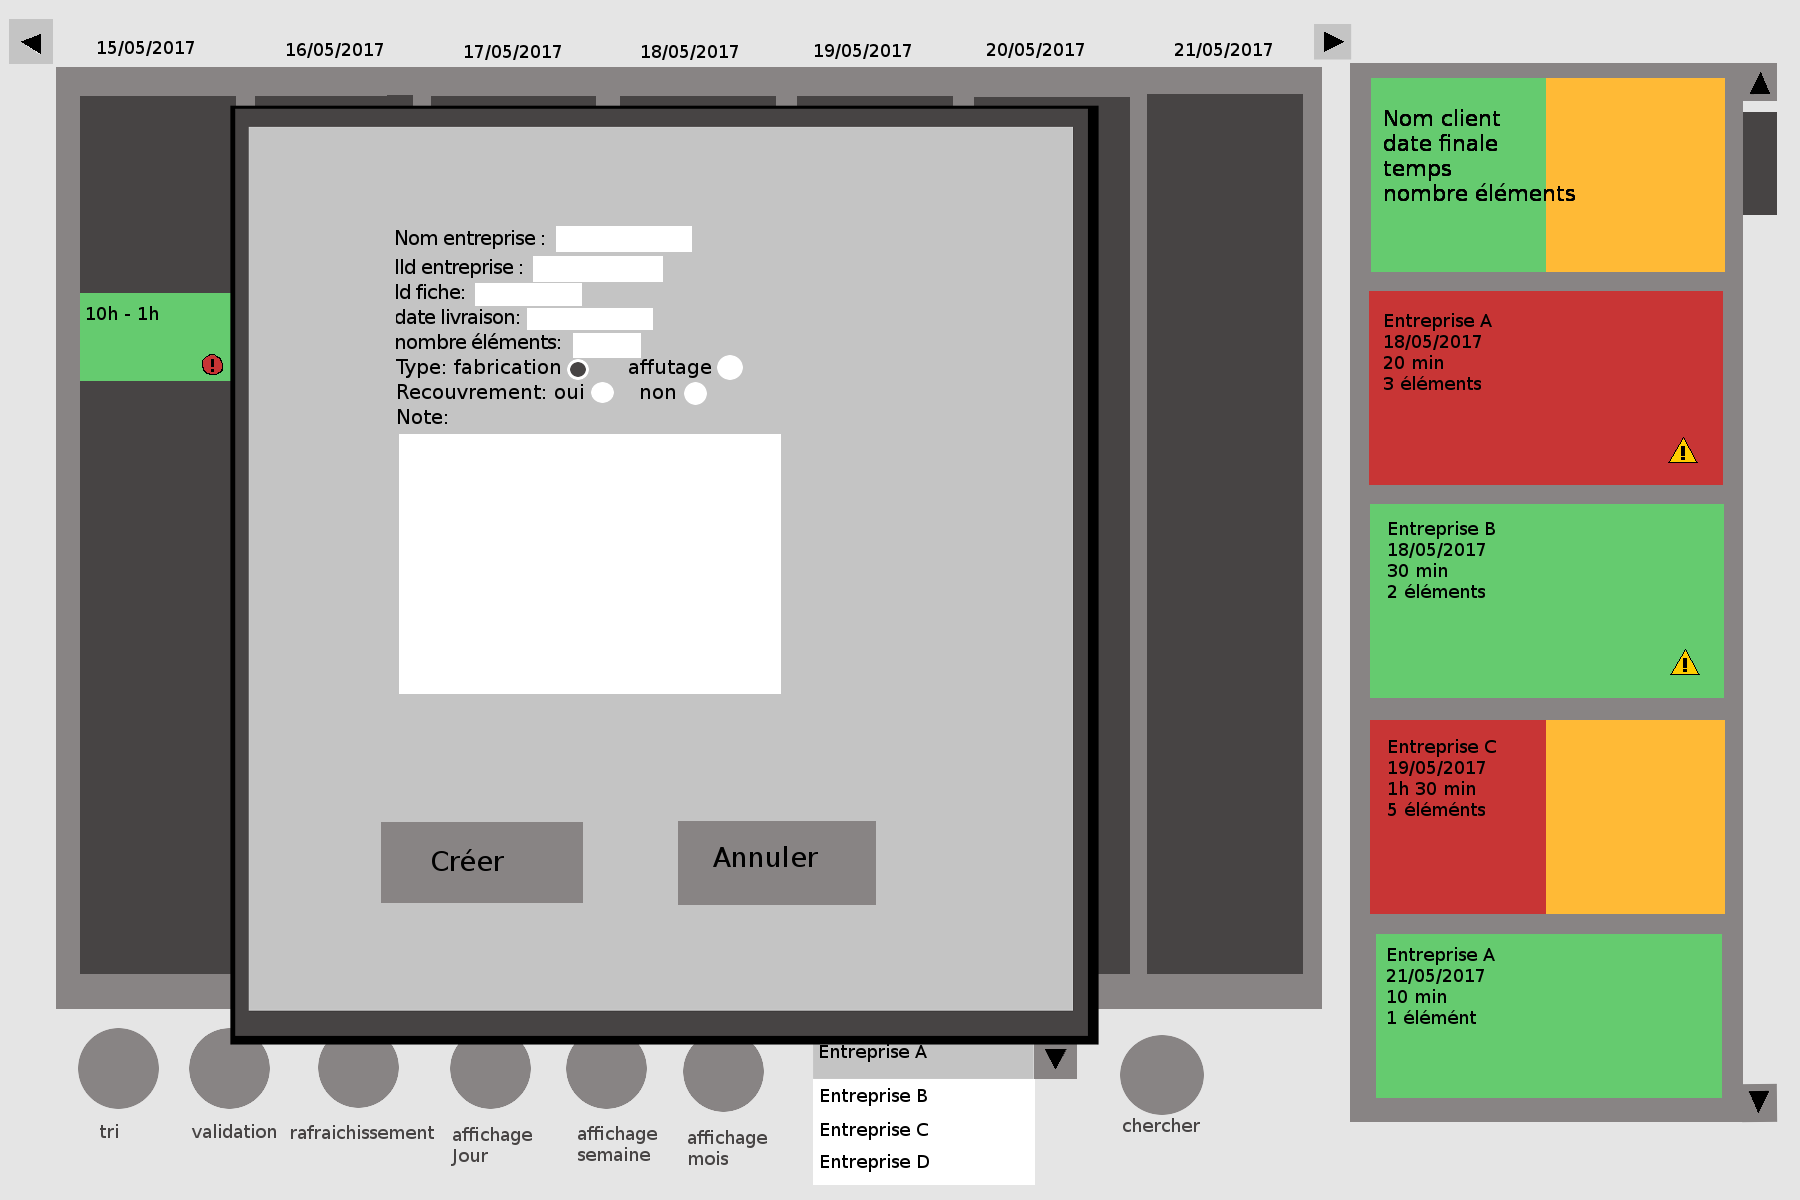 15/05/2017
16/05/2017
17/05/2017
18/05/2017
19/05/2017
20/05/2017
21/05/2017
10h - 1h
Nom entreprise :
IId entreprise :
Id fiche:
date livraison:
nombre éléments:
Type: fabrication affutage
Recouvrement: oui non
Note:
Créer
Annuler
Nom client
date finale
temps
nombre éléments
Entreprise A
18/05/2017
20 min
3 éléments
Entreprise B
18/05/2017
30 min
2 éléments
Entreprise C
19/05/2017
1h 30 min
5 éléménts
Entreprise A
21/05/2017
10 min
1 élémént
tri
validation
rafraichissement
affichage
Jour
affichage
semaine
affichage
mois
Entreprise A
Entreprise B
Entreprise C
Entreprise D
chercher